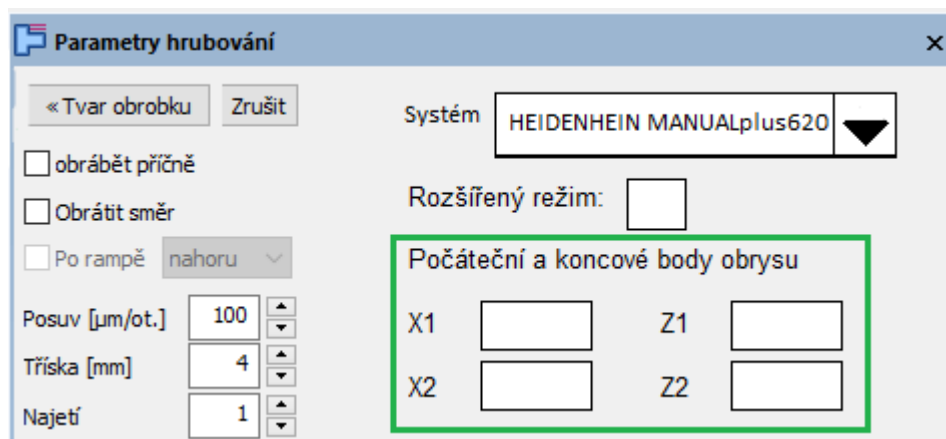 Parametry hrubování
« Tvar obrobku Zrušit
Systém HEIDENHEIN MANUALplus620
obrábět příčně
Rozšířený režim:
Obrátit směr
Po rampě nahoru
Počáteční a koncové body obrysu
Posuv [µm/ot.] 100
X1 Z1
Tříska [mm] 4
X2 Z2
Najetí 1